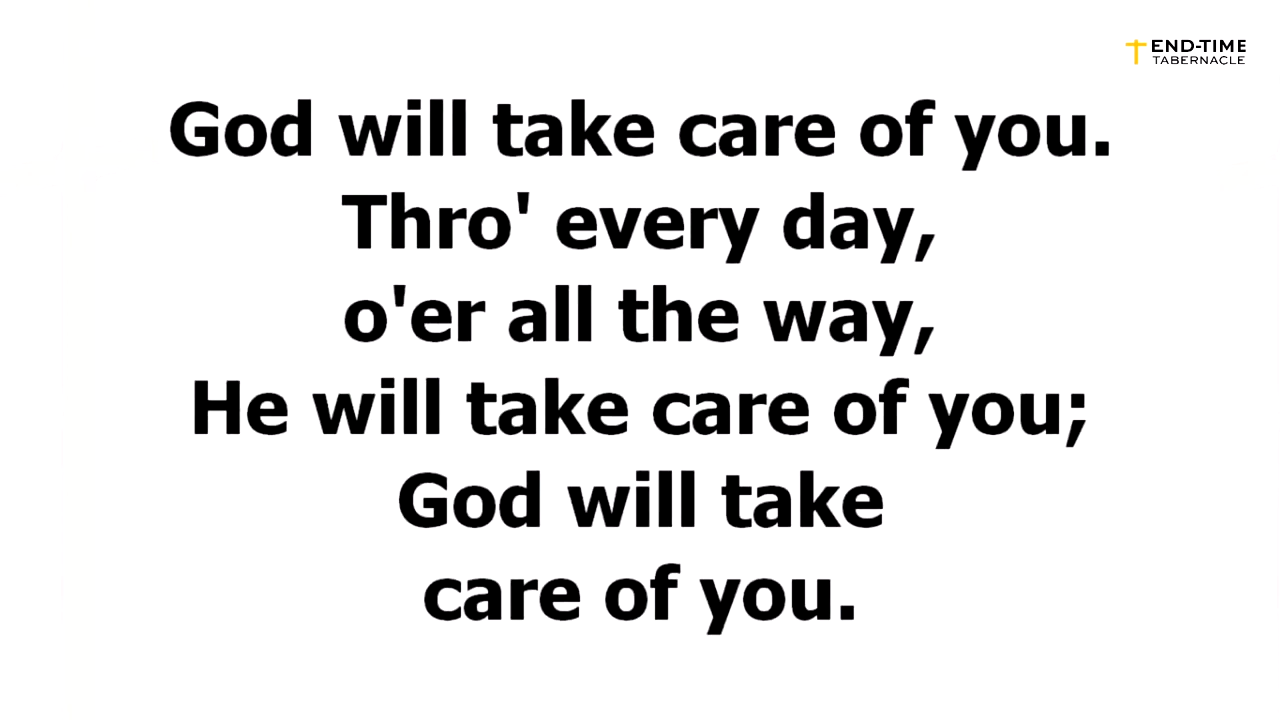 END-TIME
TABERNACLE
God will take care of you.
Thro' every day,
o'er all the way,
He will take care of you;
God will take
care of you.